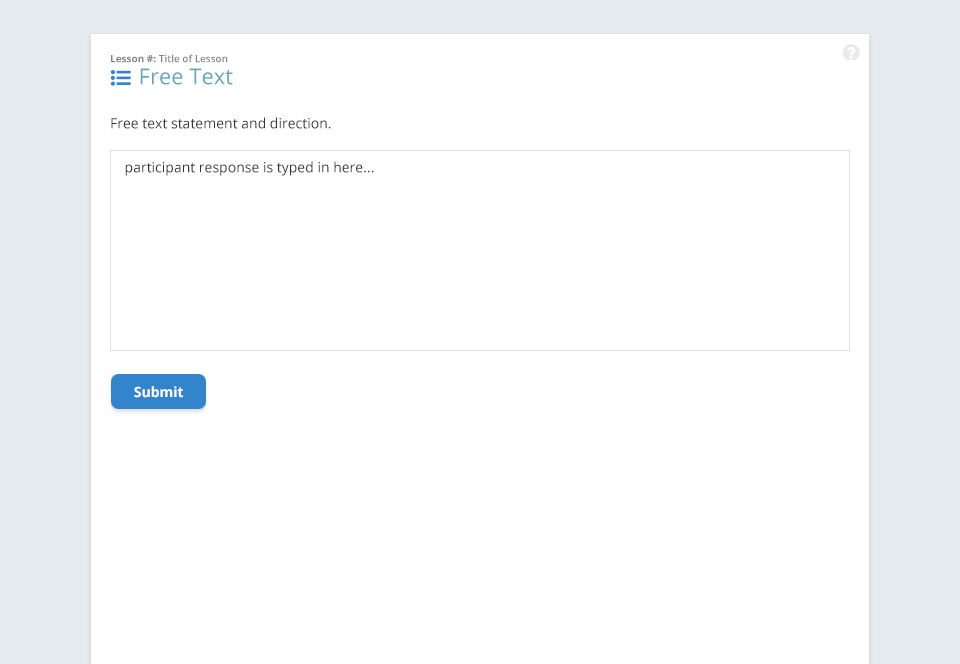 Lesson #: Title of Lesson
Free Text
Free text statement and direction.
participant response is typed in here...
Submit
?